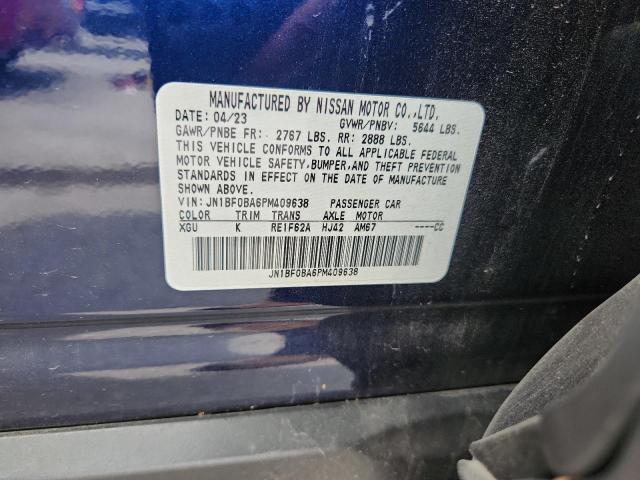 MANUFACTURED BY NISSAN MOTOR CO.,LTD.
DATE: 04/23 GVWR/PNBV: 5644 LBS.
GAWR/PNBE FR: 2767 LBS. RR: 2888 LBS.
THIS VEHICLE CONFORMS TO ALL APPLICABLE FEDERAL
MOTOR VEHICLE SAFETY, BUMPER, AND THEFT PREVENTION
STANDARDS IN EFFECT ON THE DATE OF MANUFACTURE
SHOWN ABOVE.
VIN: JN1BF0BA6PM409638 PASSENGER CAR
COLOR TRIM TRANS AXLE MOTOR
XGU K RE1F62A HJ42 AM67 ----CC
JN1BF0BA6PM409638